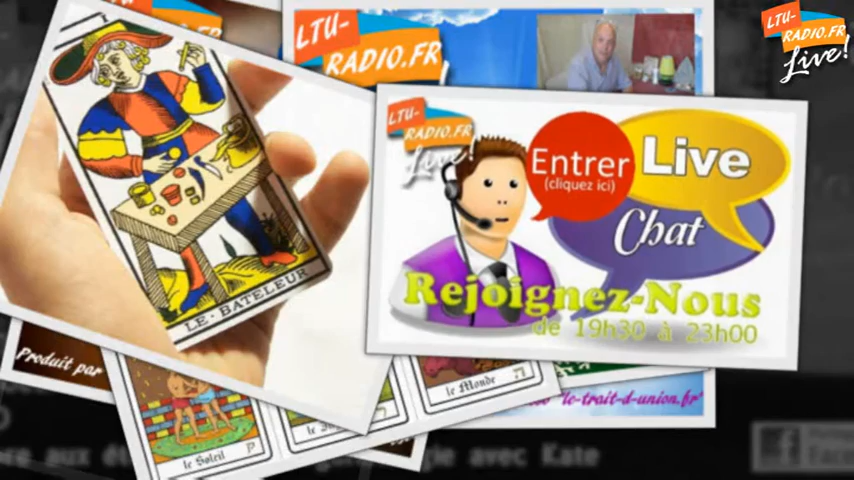 LTU-
RADIO.FR
LTU-
RADIO.FR
Live!
LTU-
RADIO.FR
Live!
Entrer
(cliquez ici)
Live
Chat
Rejoignez-Nous
de 19h30 à 23h00
LE·BATELEUR
Produit par
le Monde
le Soleil
"le-trait-d-union.fr"
avec Kate